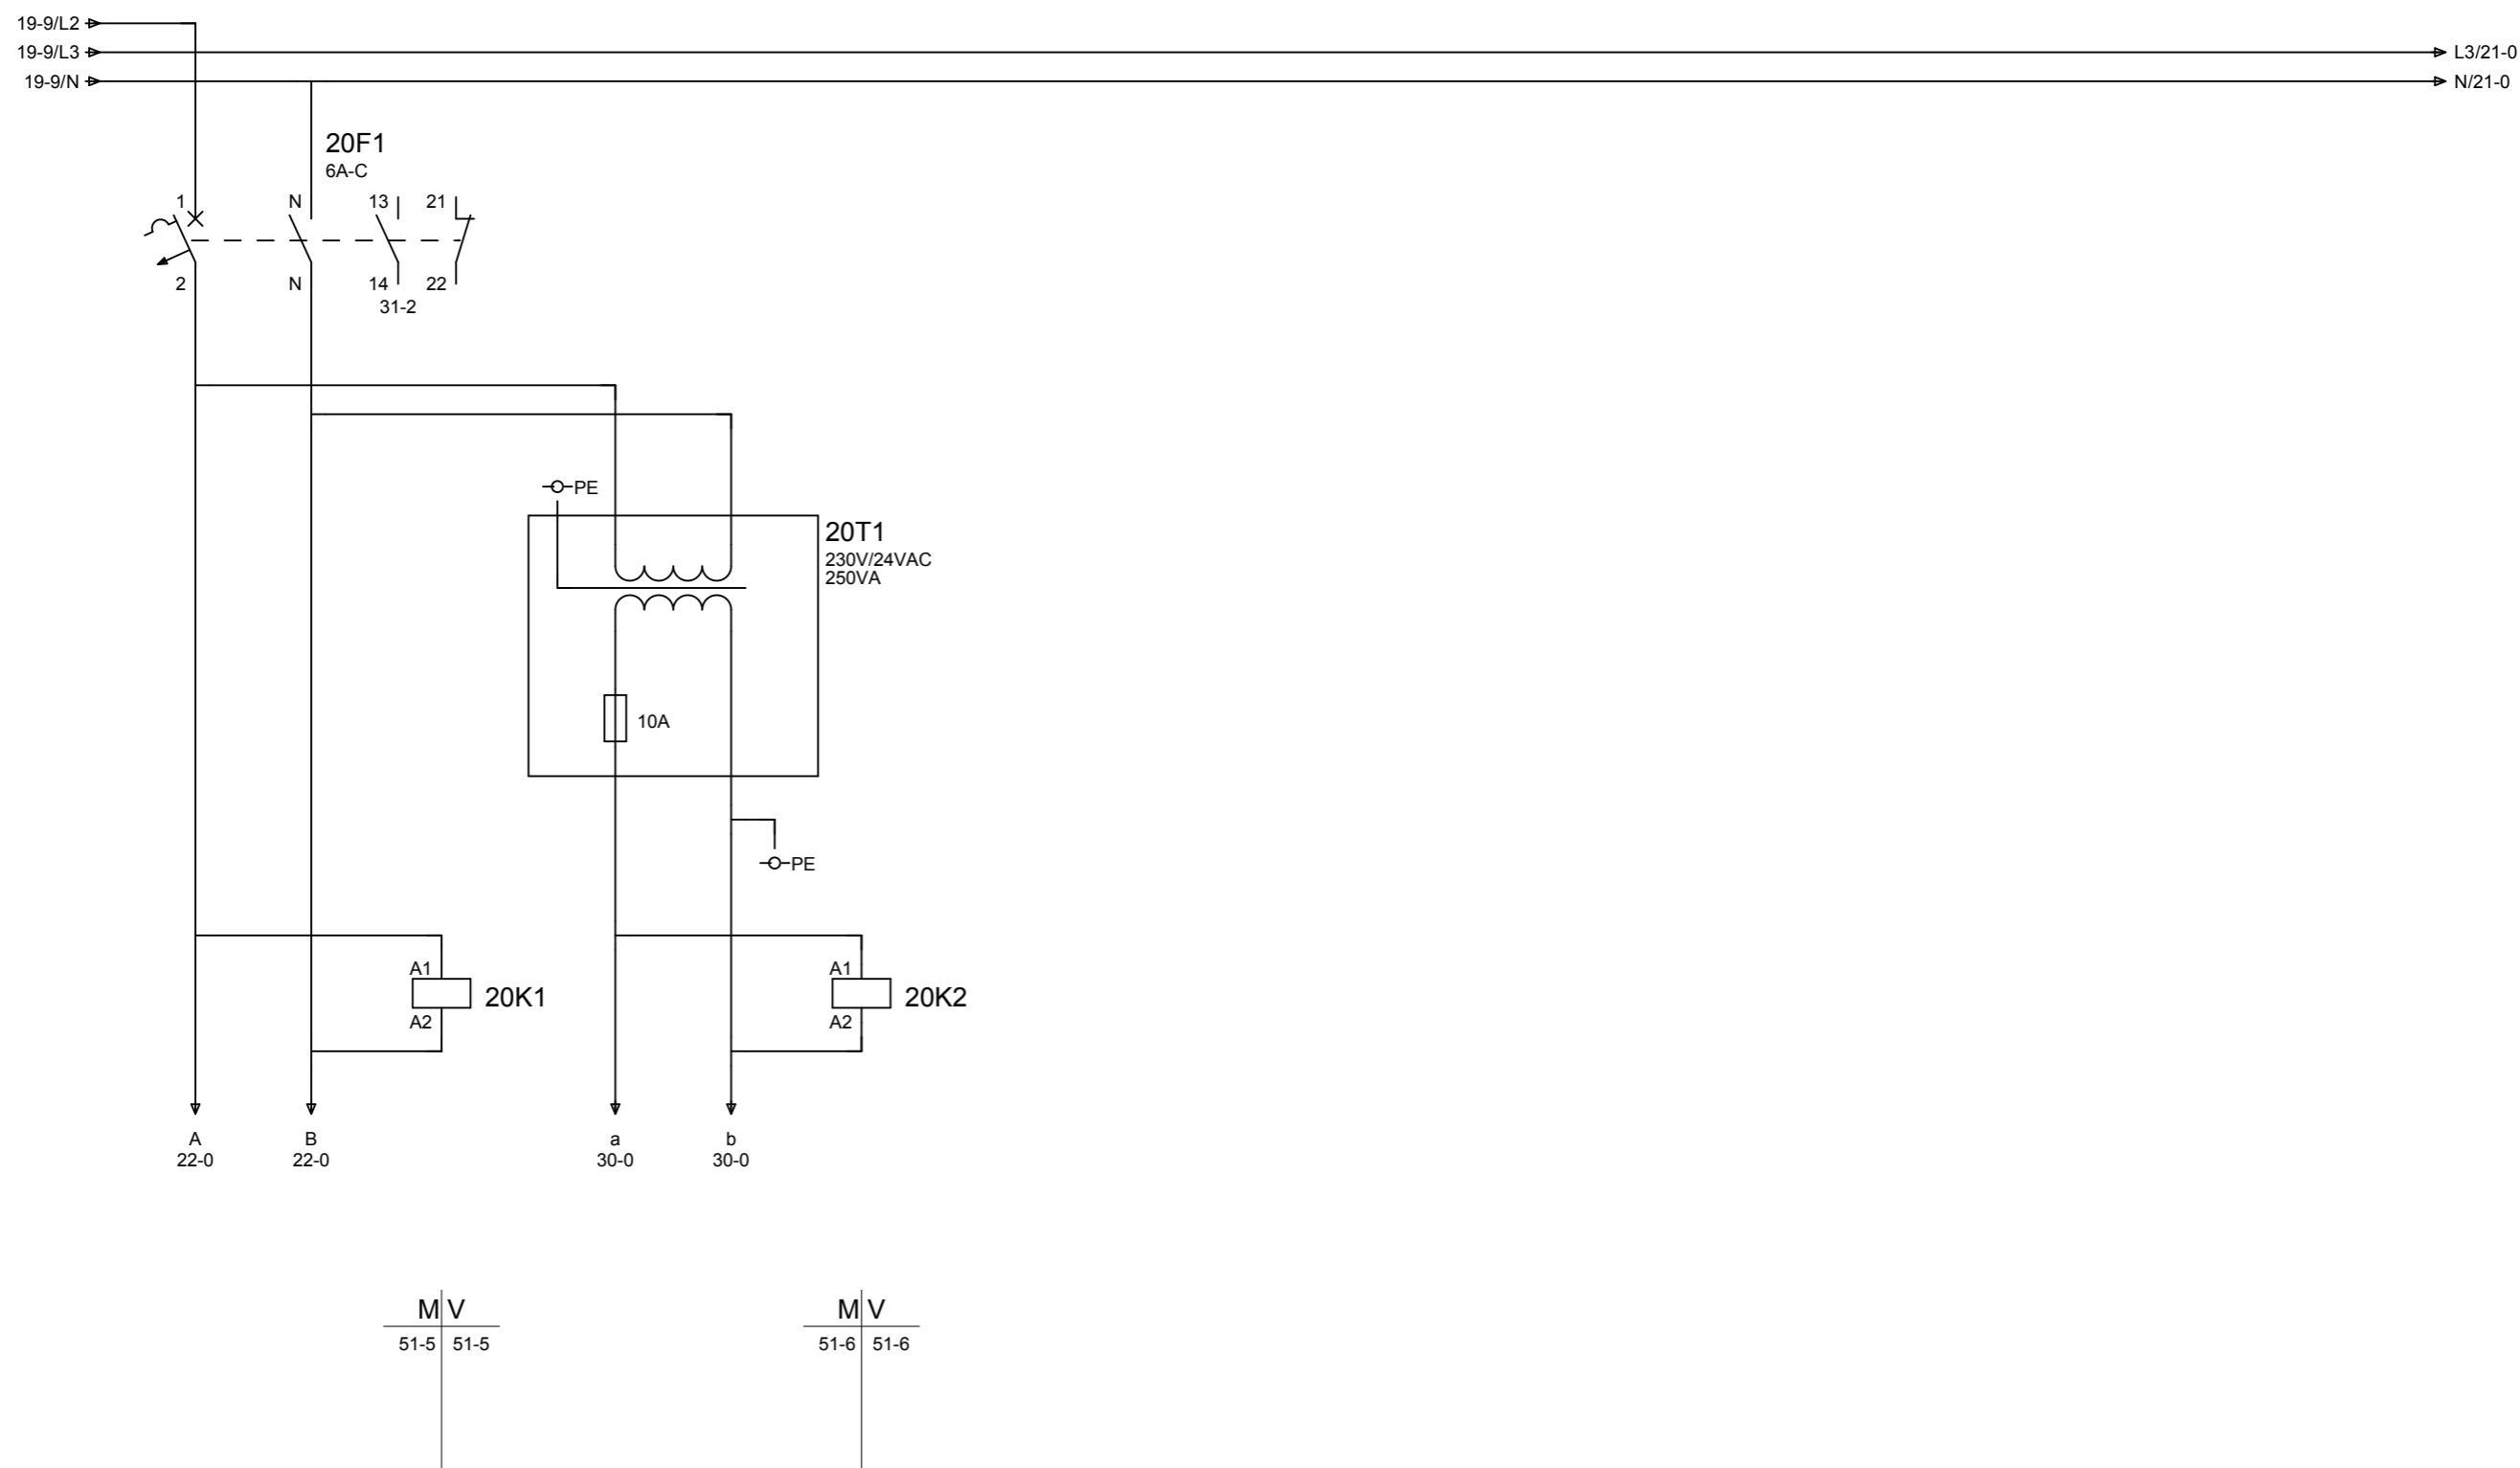 19-9/L2
19-9/L3 L3/21-0
19-9/N N/21-0
20F1
6A-C
1 N 13 21
2 N 14 22
31-2
PE
20T1
230V/24VAC
250VA
10A
PE
A1 A1
20K1 20K2
A2 A2
A B a b
22-0 22-0 30-0 30-0
M V M V
51-5 51-5 51-6 51-6